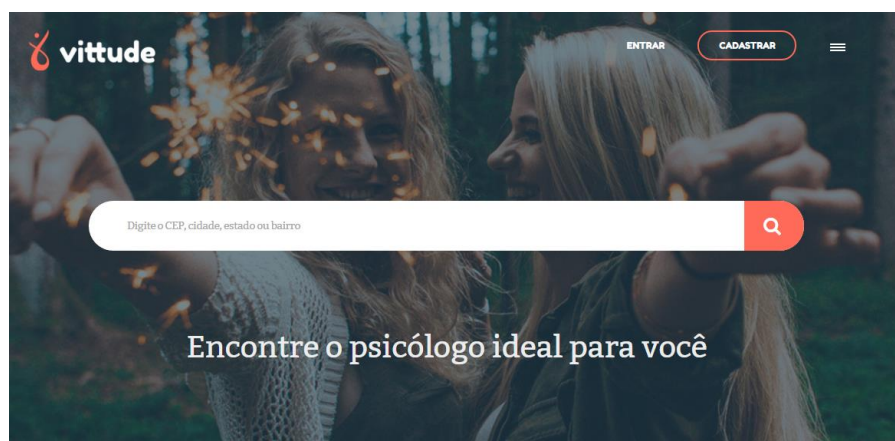 vittude
ENTRAR
CADASTRAR
Digite o CEP, cidade, estado ou bairro
Encontre o psicólogo ideal para você